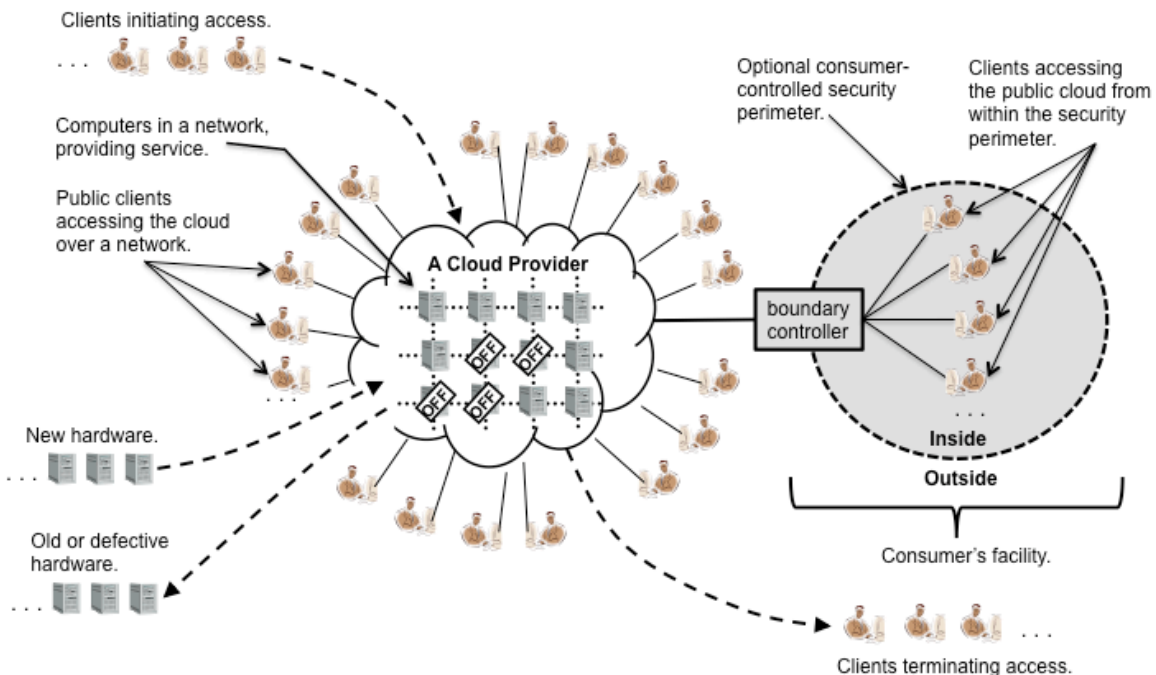 Clients initiating access.
. . .
Computers in a network,
providing service.
Public clients
accessing the cloud
over a network.
. . .
New hardware.
. . .
Old or defective
hardware.
. . .
A Cloud Provider
OFF
OFF
OFF
OFF
Optional consumer-
controlled security
perimeter.
Clients accessing
the public cloud from
within the security
perimeter.
boundary
controller
. . .
Inside
Outside
Consumer's facility.
. . .
Clients terminating access.